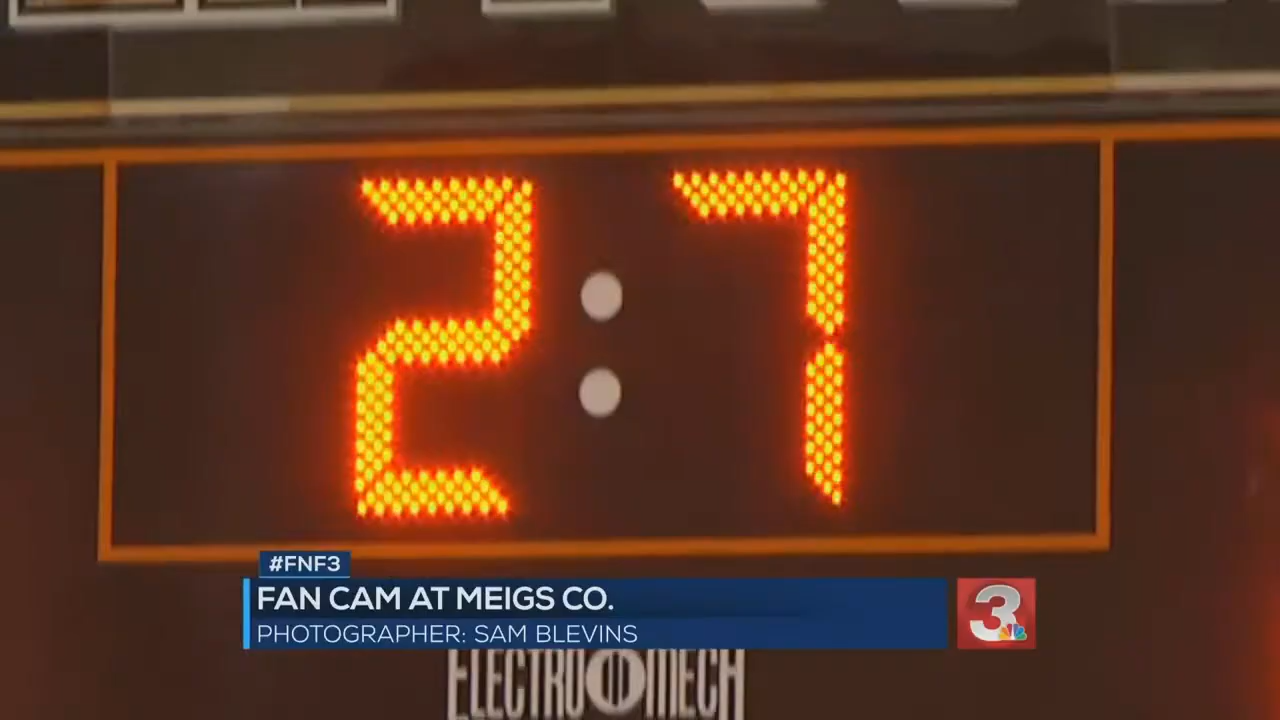 2:7
#FNF3
FAN CAM AT MEIGS CO.
PHOTOGRAPHER: SAM BLEVINS
3
ELECTRO MECH